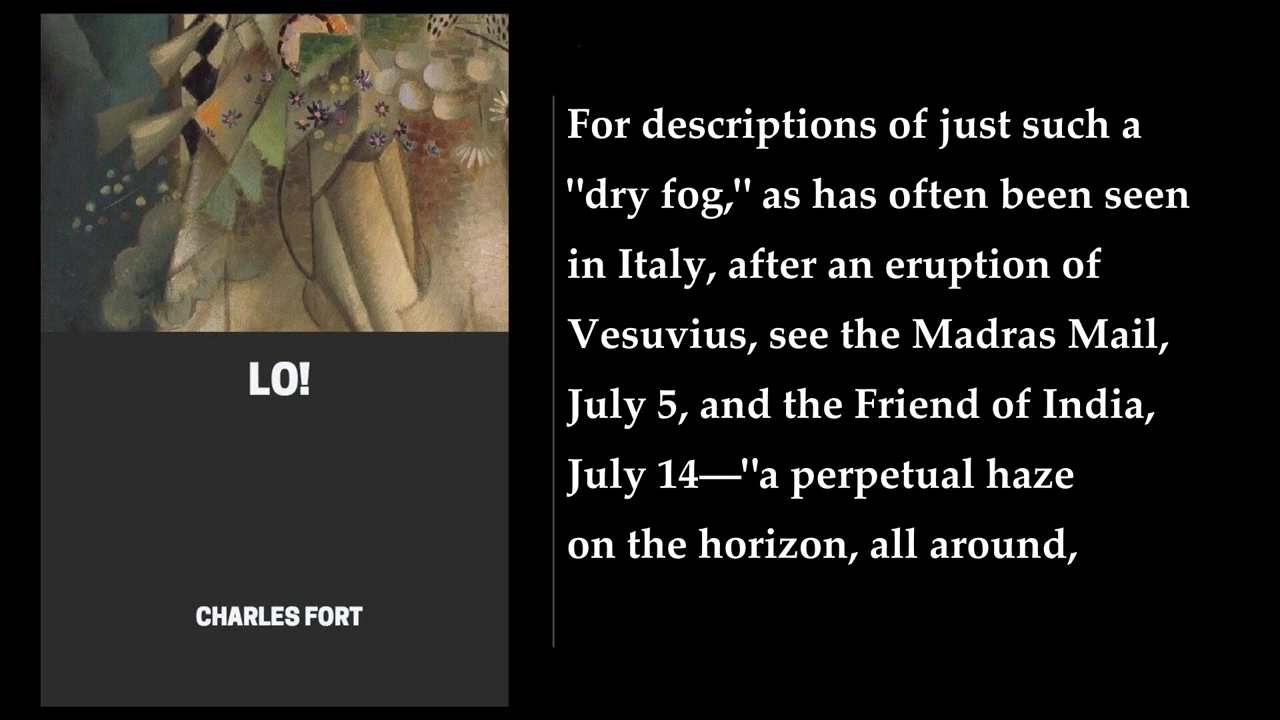 LO!
CHARLES FORT
For descriptions of just such a
"dry fog," as has often been seen
in Italy, after an eruption of
Vesuvius, see the Madras Mail,
July 5, and the Friend of India,
July 14—"a perpetual haze
on the horizon, all around,